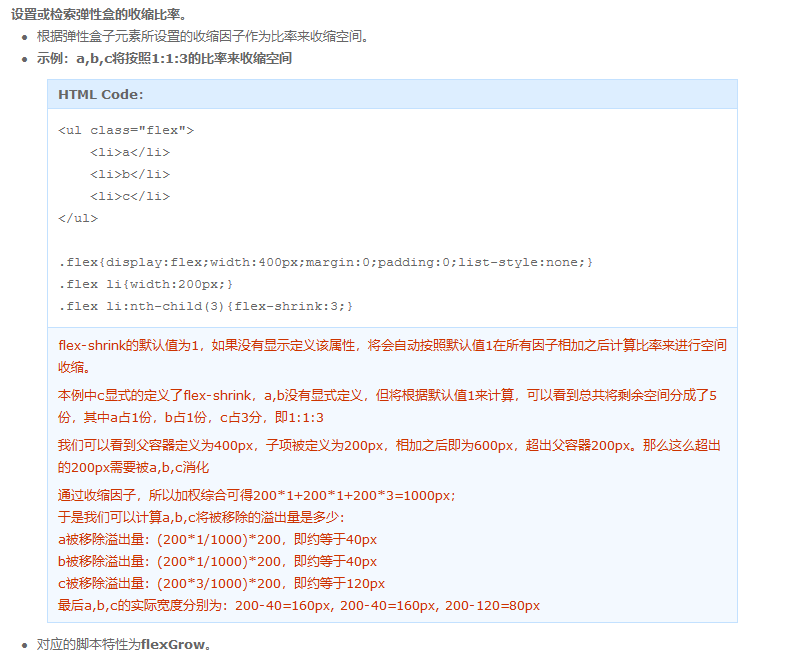 设置或检索弹性盒的收缩比率。
根据弹性盒子元素所设置的收缩因子作为比率来收缩空间。
示例：a,b,c将按照1:1:3的比率来收缩空间
HTML Code:
<ul class="flex">
    <li>a</li>
    <li>b</li>
    <li>c</li>
</ul>

.flex{display:flex;width:400px;margin:0;padding:0;list-style:none;}
.flex li{width:200px;}
.flex li:nth-child(3){flex-shrink:3;}
flex-shrink的默认值为1，如果没有显示定义该属性，将会自动按照默认值1在所有因子相加之后计算比率来进行空间
收缩。
本例中c显式的定义了flex-shrink，a,b没有显式定义，但将根据默认值1来计算，可以看到总共将剩余空间分成了5
份，其中a占1份，b占1份，c占3分，即1:1:3
我们可以看到父容器定义为400px，子项被定义为200px，相加之后即为600px，超出父容器200px。那么这么超出
的200px需要被a,b,c消化
通过收缩因子，所以加权综合可得200*1+200*1+200*3=1000px；
于是我们可以计算a,b,c将被移除的溢出量是多少：
a被移除溢出量：(200*1/1000)*200，即约等于40px
b被移除溢出量：(200*1/1000)*200，即约等于40px
c被移除溢出量：(200*3/1000)*200，即约等于120px
最后a,b,c的实际宽度分别为：200-40=160px, 200-40=160px, 200-120=80px
对应的脚本特性为flexGrow。